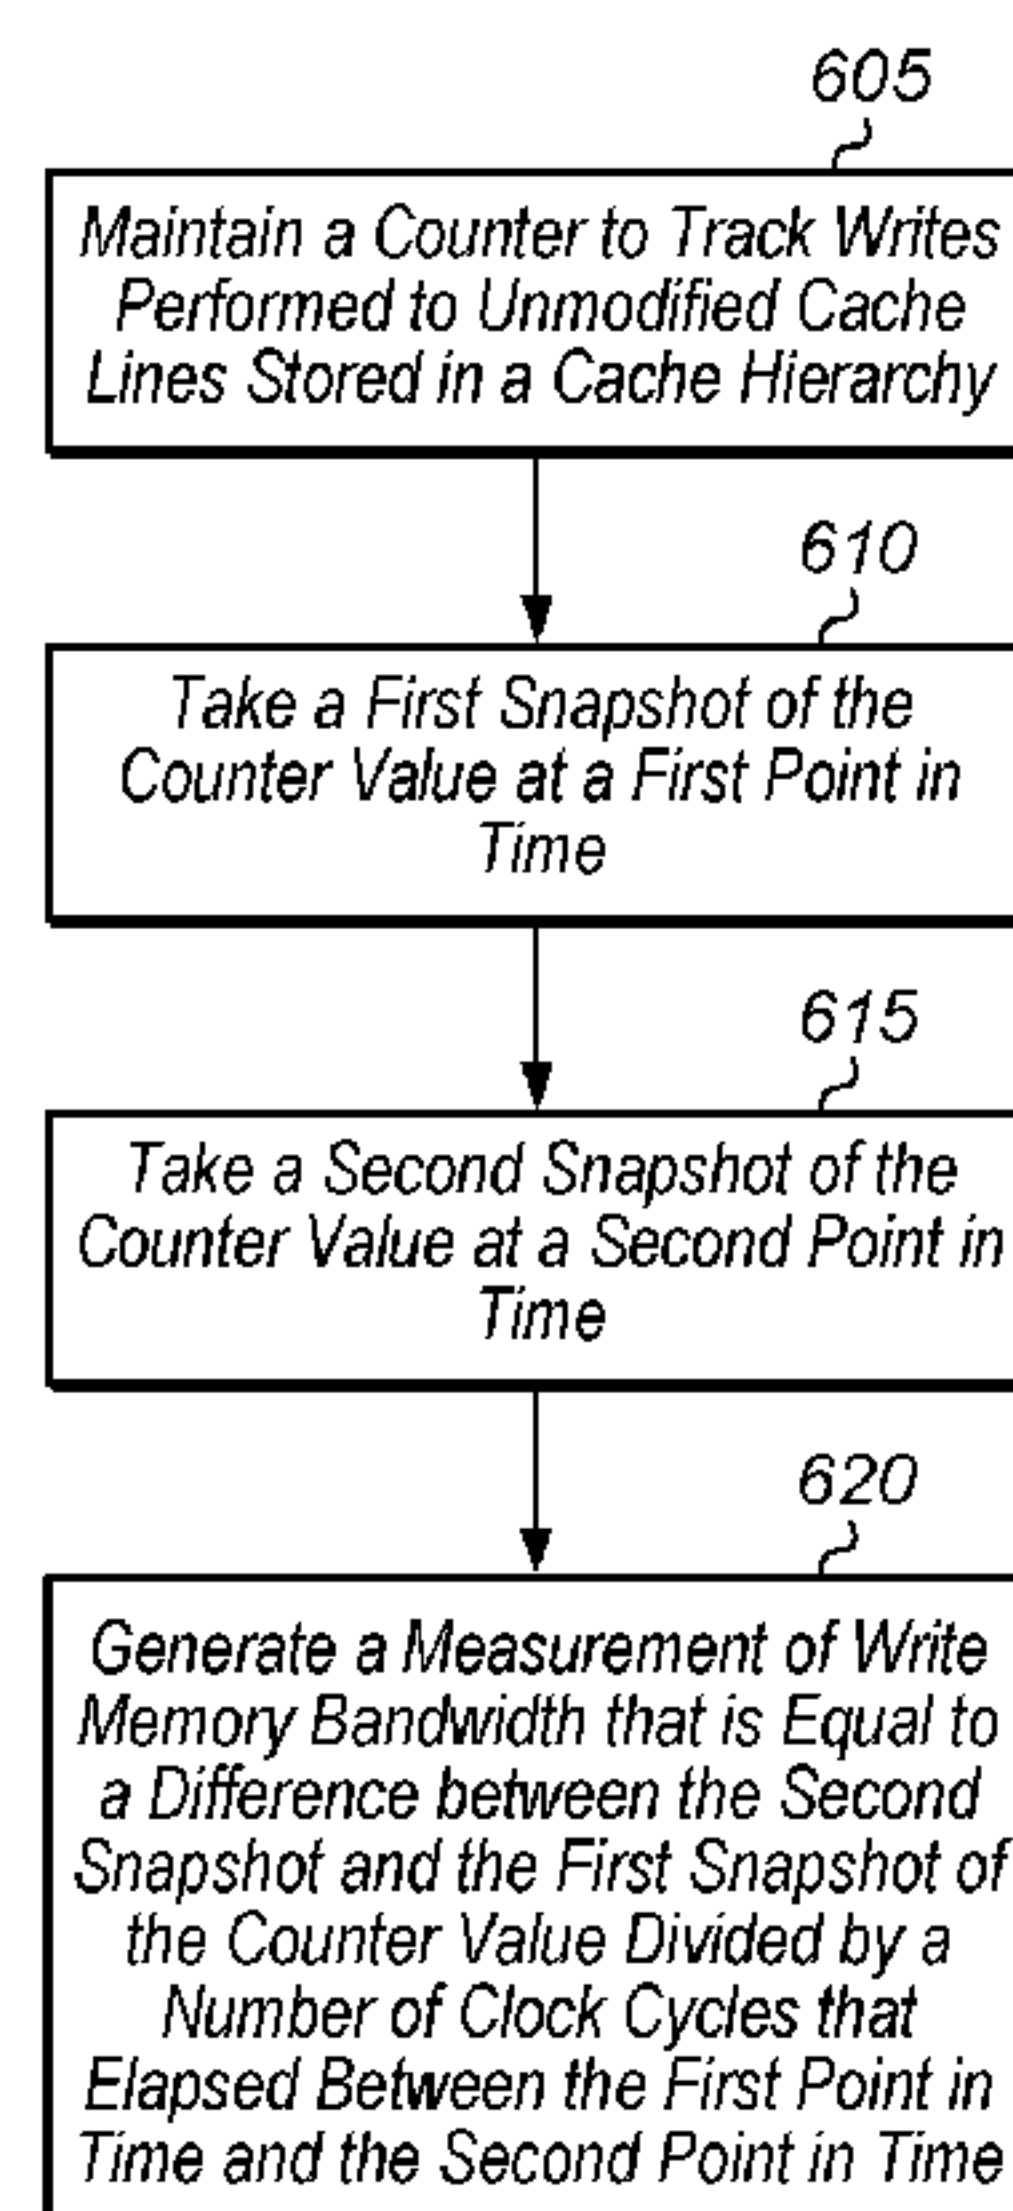 605
Maintain a Counter to Track Writes
Performed to Unmodified Cache
Lines Stored in a Cache Hierarchy
610
Take a First Snapshot of the
Counter Value at a First Point in
Time
615
Take a Second Snapshot of the
Counter Value at a Second Point in
Time
620
Generate a Measurement of Write
Memory Bandwidth that is Equal to
a Difference between the Second
Snapshot and the First Snapshot of
the Counter Value Divided by a
Number of Clock Cycles that
Elapsed Between the First Point in
Time and the Second Point in Time